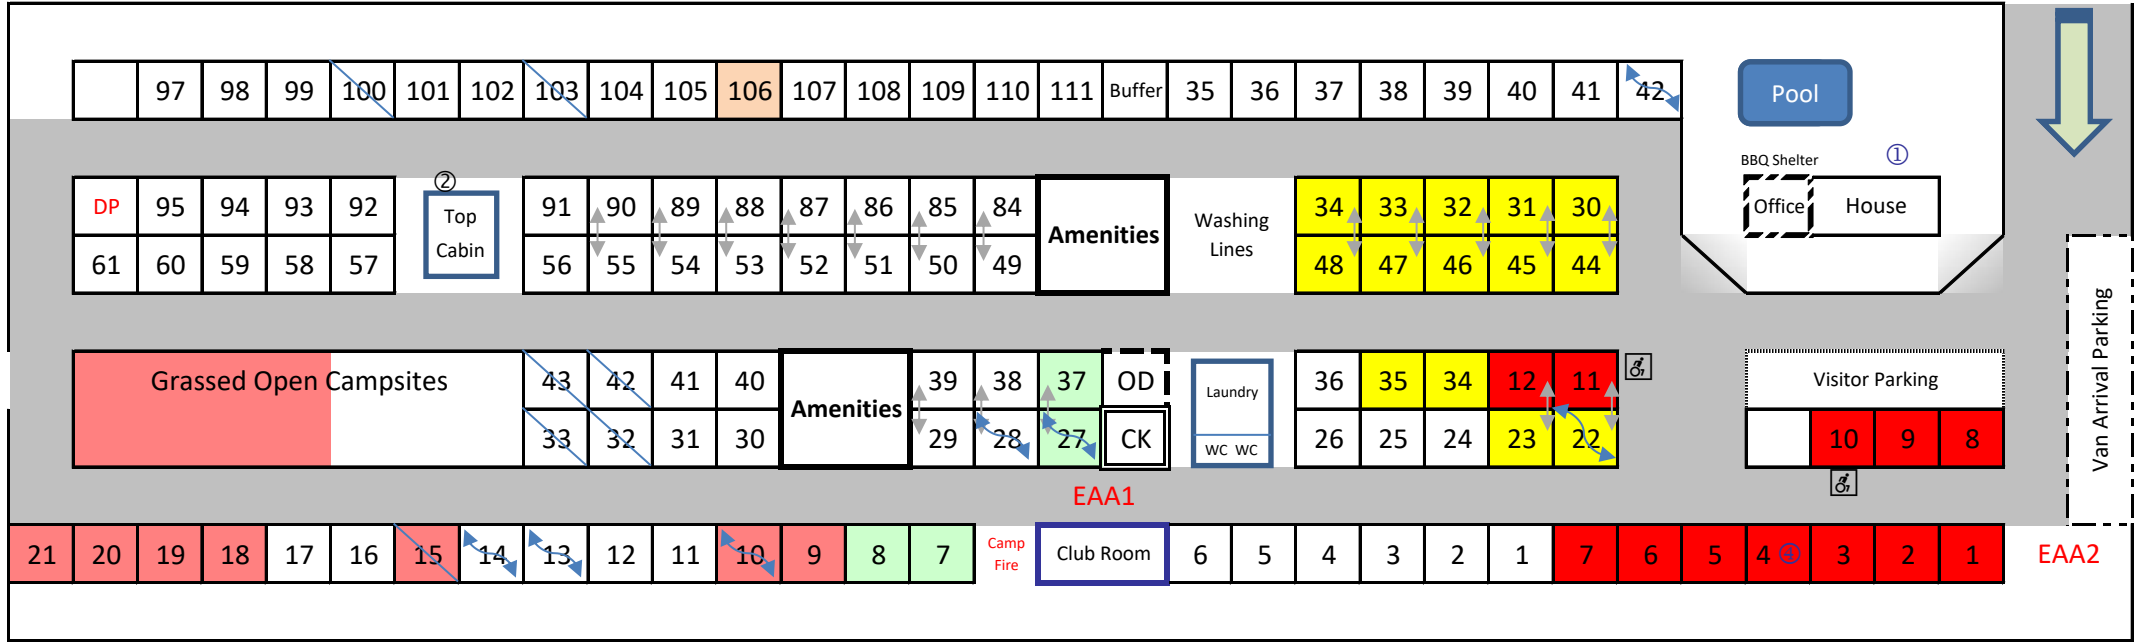 97 98 99 100 101 102 103 104 105 106 107 108 109 110 111 Buffer 35 36 37 38 39 40 41 42
Pool
BBQ Shelter ①
②
DP 95 94 93 92
Top
Cabin
91 90 89 88 87 86 85 84
Amenities
Washing
Lines
34 33 32 31 30
Office House
61 60 59 58 57
56 55 54 53 52 51 50 49
48 47 46 45 44
Van Arrival Parking
Grassed Open Campsites
43 42 41 40
Amenities
39 38 37 OD
Laundry
36 35 34 12 11
Visitor Parking
33 32 31 30
29 28 27 CK
WC WC
26 25 24 23 22
10 9 8
EAA1
21 20 19 18 17 16 15 14 13 12 11 10 9 8 7
Camp
Fire
Club Room
6 5 4 3 2 1 7 6 5 4 ④ 3 2 1
EAA2